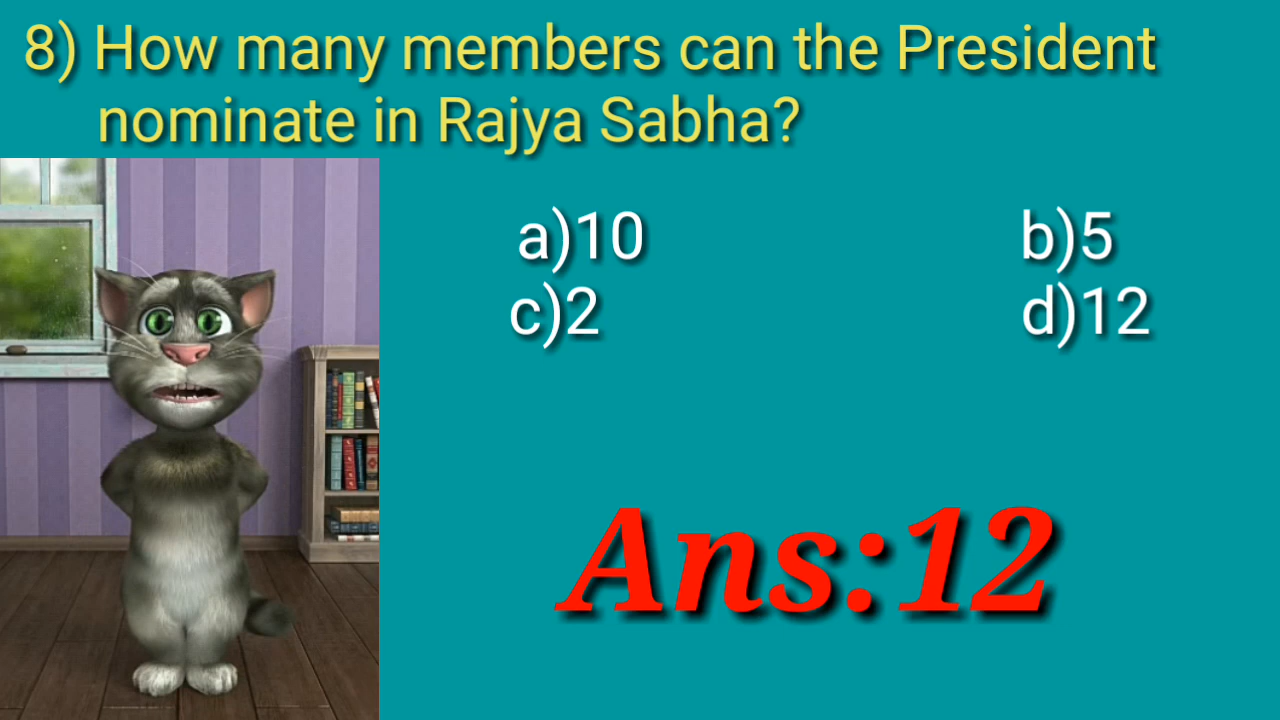 8) How many members can the President
nominate in Rajya Sabha?
a)10 b)5
c)2 d)12
Ans:12